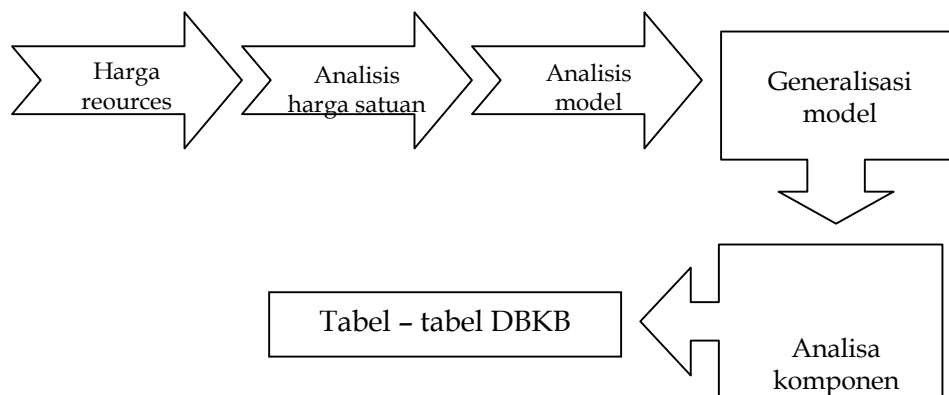 Harga
reources
Analisis
harga satuan
Analisis
model
Generalisasi
model
Analisa
komponen
Tabel – tabel DBKB